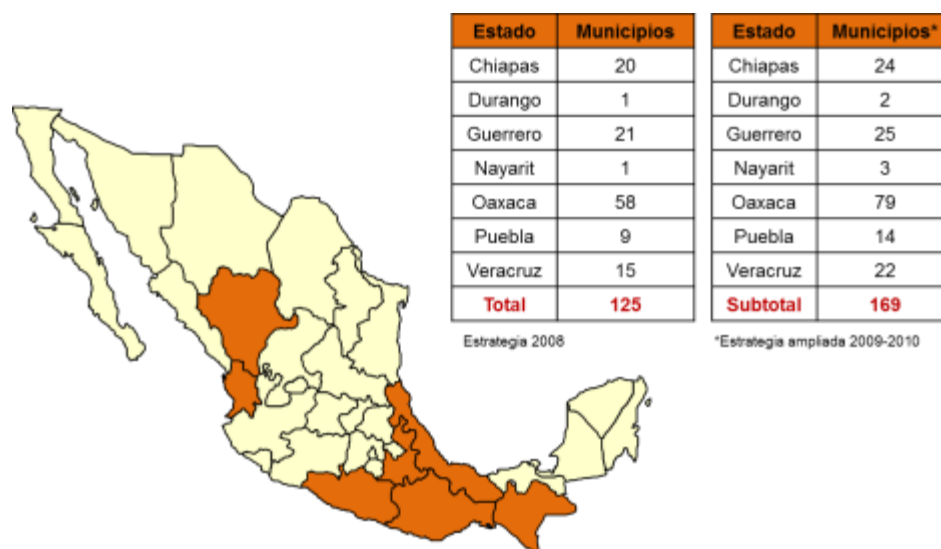 Estado Municipios
Chiapas 20
Durango 1
Guerrero 21
Nayarit 1
Oaxaca 58
Puebla 9
Veracruz 15
Total 125
Estrategia 2008
Estado Municipios*
Chiapas 24
Durango 2
Guerrero 25
Nayarit 3
Oaxaca 79
Puebla 14
Veracruz 22
Subtotal 169
*Estrategia ampliada 2009-2010